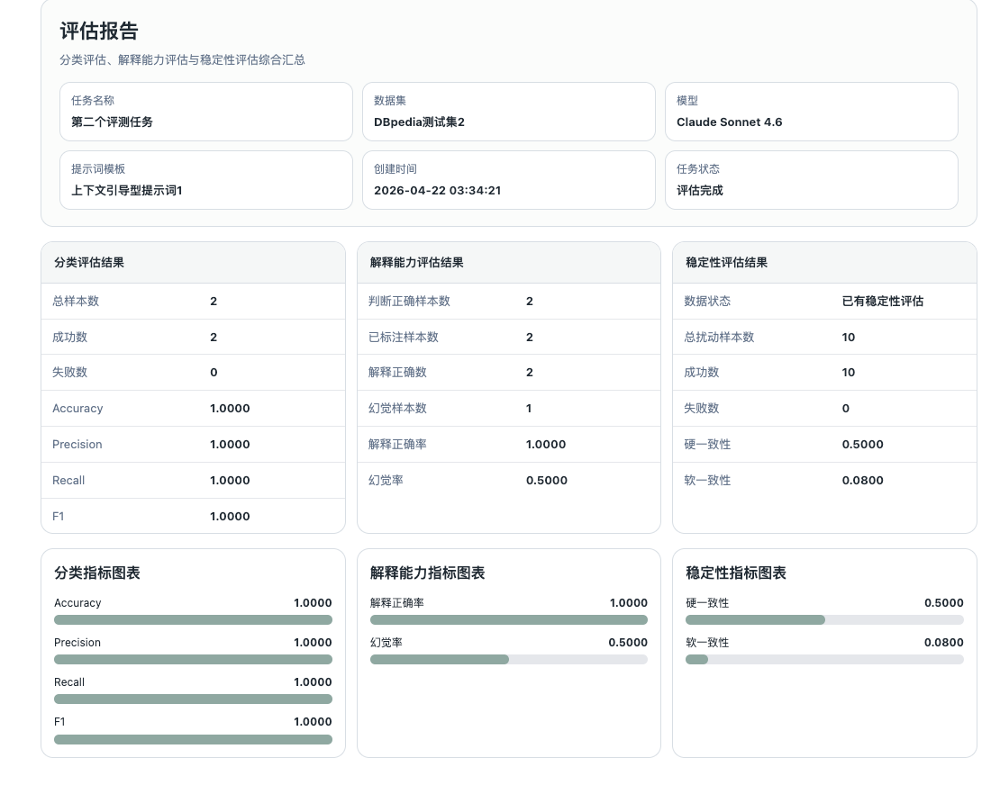 评估报告
分类评估、解释能力评估与稳定性评估综合汇总
任务名称
第二个评测任务
数据集
DBpedia测试集2
模型
Claude Sonnet 4.6
提示词模板
上下文引导型提示词1
创建时间
2026-04-22 03:34:21
任务状态
评估完成
分类评估结果
总样本数 2
成功数 2
失败数 0
Accuracy 1.0000
Precision 1.0000
Recall 1.0000
F1 1.0000
解释能力评估结果
判断正确样本数 2
已标注样本数 2
解释正确数 2
幻觉样本数 1
解释正确率 1.0000
幻觉率 0.5000
稳定性评估结果
数据状态 已有稳定性评估
总扰动样本数 10
成功数 10
失败数 0
硬一致性 0.5000
软一致性 0.0800
分类指标图表
Accuracy 1.0000
Precision 1.0000
Recall 1.0000
F1 1.0000
解释能力指标图表
解释正确率 1.0000
幻觉率 0.5000
稳定性指标图表
硬一致性 0.5000
软一致性 0.0800